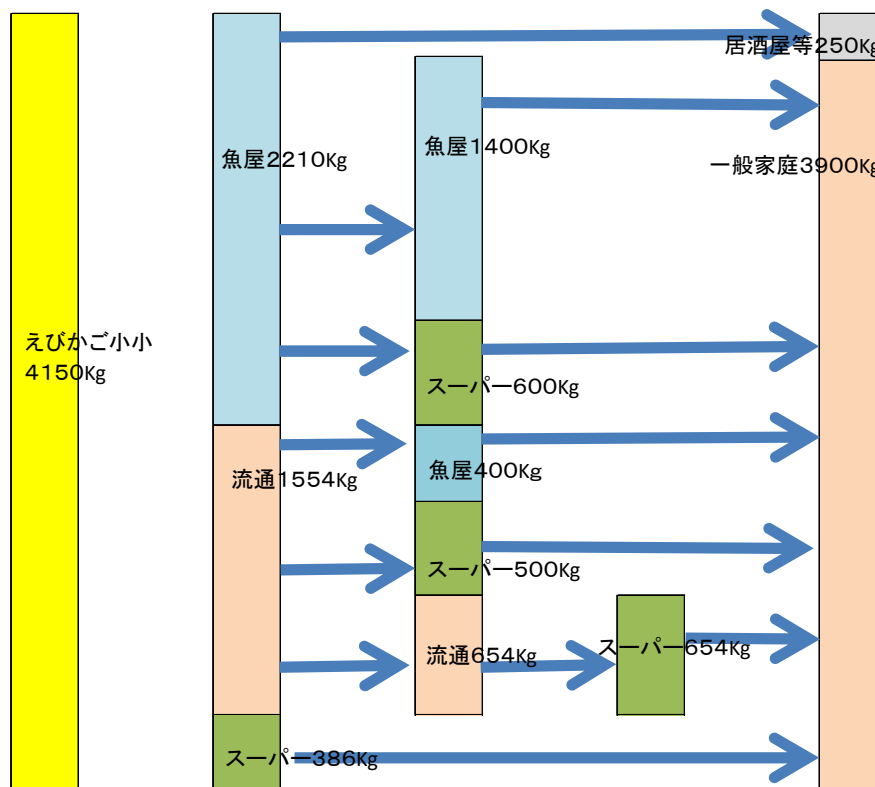 居酒屋等250Kg
魚屋2210Kg
魚屋1400Kg
一般家庭3900Kg
えびかご小小
4150Kg
スーパー600Kg
流通1554Kg
魚屋400Kg
スーパー500Kg
流通654Kg
スーパー654Kg
スーパー386Kg